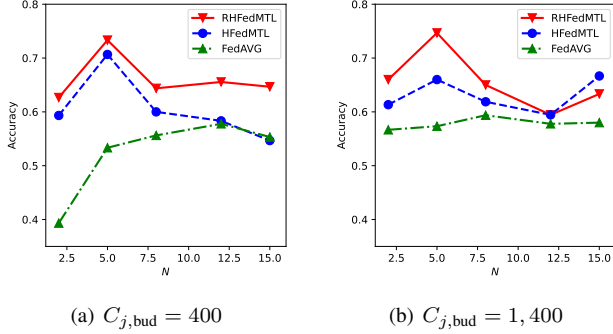 0.8
0.7
0.6
0.5
0.4
Accuracy
RHFedMTL
HFedMTL
FedAVG
2.5 5.0 7.5 10.0 12.5 15.0
N
(a) C_{j,bud} = 400
0.8
0.7
0.6
0.5
0.4
Accuracy
RHFedMTL
HFedMTL
FedAVG
2.5 5.0 7.5 10.0 12.5 15.0
N
(b) C_{j,bud} = 1, 400